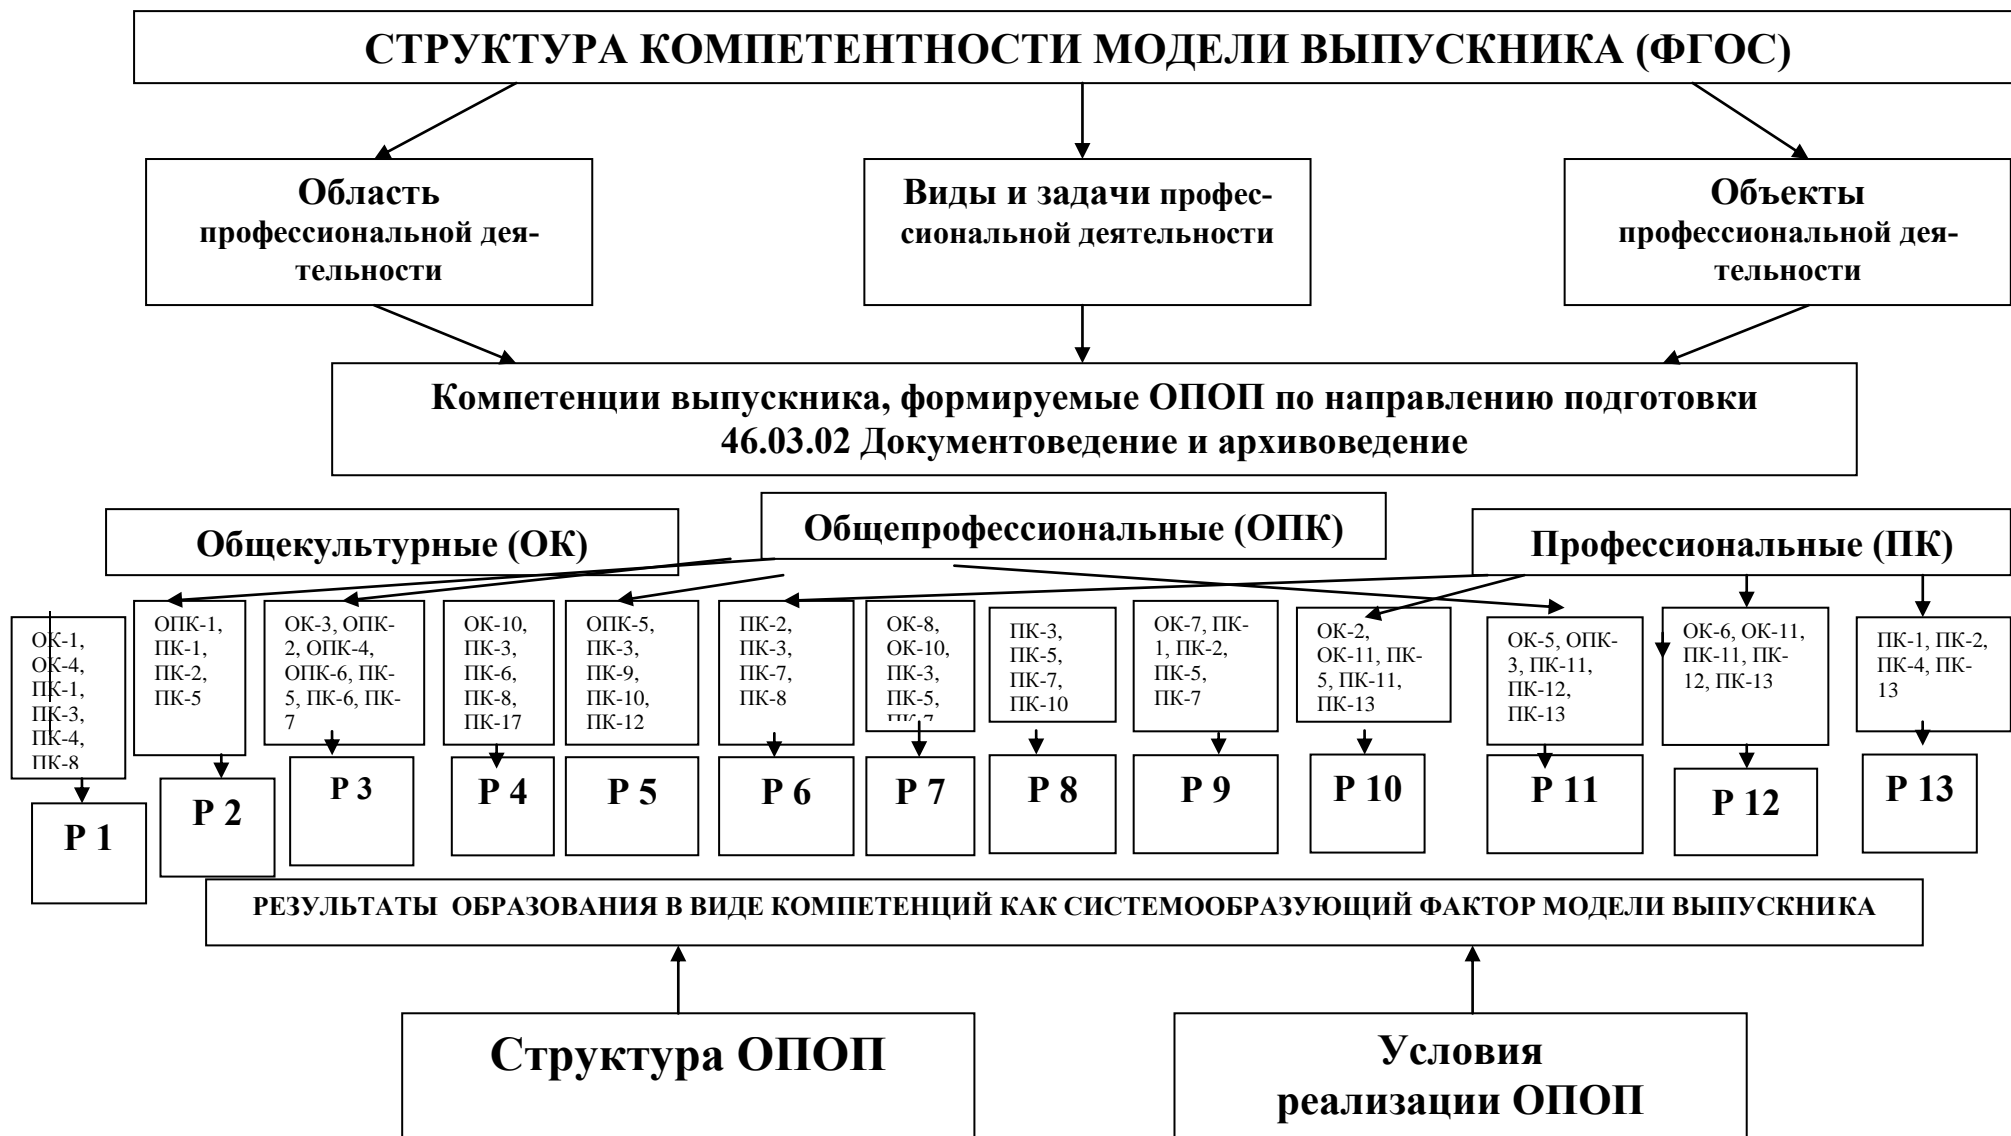 СТРУКТУРА КОМПЕТЕНТНОСТИ МОДЕЛИ ВЫПУСКНИКА (ФГОС)
Область
профессиональной дея-
тельности
Виды и задачи профес-
сиональной деятельности
Объекты
профессиональной дея-
тельности
Компетенции выпускника, формируемые ОПОП по направлению подготовки
46.03.02 Документоведение и архивоведение
Общекультурные (ОК)
Общепрофессиональные (ОПК)
Профессиональные (ПК)
ОК-1,
ОК-4,
ПК-1,
ПК-3,
ПК-4,
ПК-8
ОПК-1,
ПК-1,
ПК-2,
ПК-5
ОК-3, ОПК-
2, ОПК-4,
ОПК-6, ПК-
5, ПК-6, ПК-
7
ОК-10,
ПК-3,
ПК-6,
ПК-8,
ПК-17
ОПК-5,
ПК-3,
ПК-9,
ПК-10,
ПК-12
ПК-2,
ПК-3,
ПК-7,
ПК-8
ОК-8,
ОК-10,
ПК-3,
ПК-5,
ПК-7
ПК-3,
ПК-5,
ПК-7,
ПК-10
ОК-7, ПК-
1, ПК-2,
ПК-5,
ПК-7
ОК-2,
ОК-11, ПК-
5, ПК-11,
ПК-13
ОК-5, ОПК-
3, ПК-11,
ПК-12,
ПК-13
ОК-6, ОК-11,
ПК-11, ПК-
12, ПК-13
ПК-1, ПК-2,
ПК-4, ПК-
13
Р 1
Р 2
Р 3
Р 4
Р 5
Р 6
Р 7
Р 8
Р 9
Р 10
Р 11
Р 12
Р 13
РЕЗУЛЬТАТЫ ОБРАЗОВАНИЯ В ВИДЕ КОМПЕТЕНЦИЙ КАК СИСТЕМООБРАЗУЮЩИЙ ФАКТОР МОДЕЛИ ВЫПУСКНИКА
Структура ОПОП
Условия
реализации ОПОП